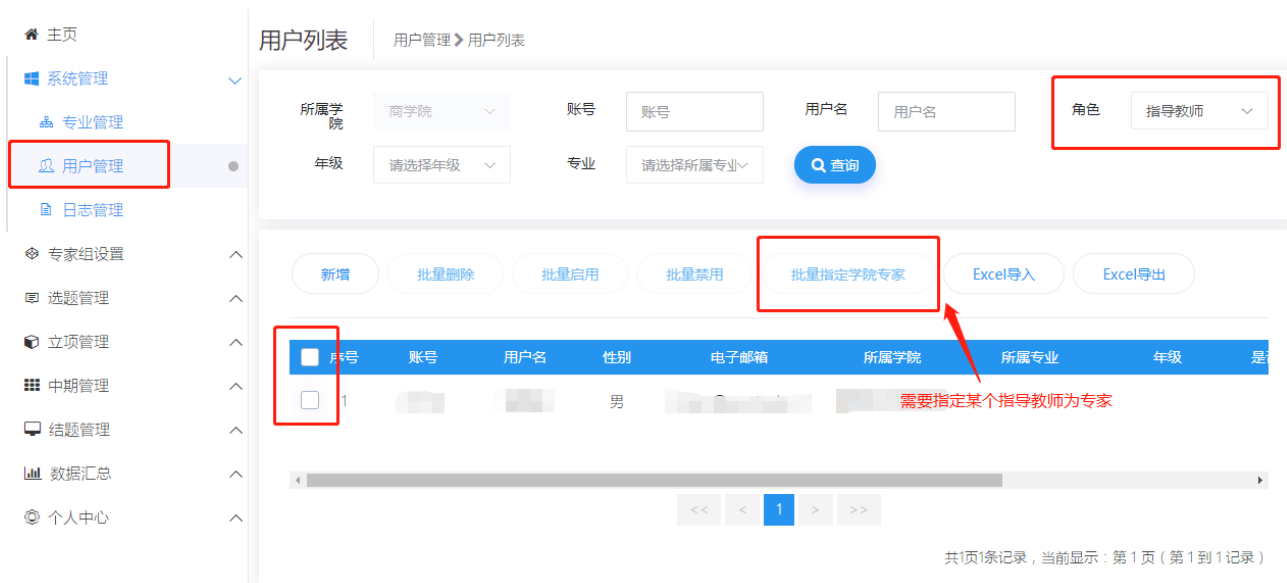 主页
系统管理
专业管理
用户管理
日志管理
专家组设置
选题管理
立项管理
中期管理
结题管理
数据汇总
个人中心
用户列表 用户管理 用户列表
所属学院 商学院 账号 账号 用户名 用户名 角色 指导教师
年级 请选择年级 专业 请选择所属专业 查询
新增 批量删除 批量启用 批量禁用 批量指定学院专家 Excel导入 Excel导出
序号 账号 用户名 性别 电子邮箱 所属学院 所属专业 年级
1 男
需要指定某个指导教师为专家
<< < 1 > >>
共1页1条记录，当前显示：第 1 页 ( 第 1 到 1 记录 )